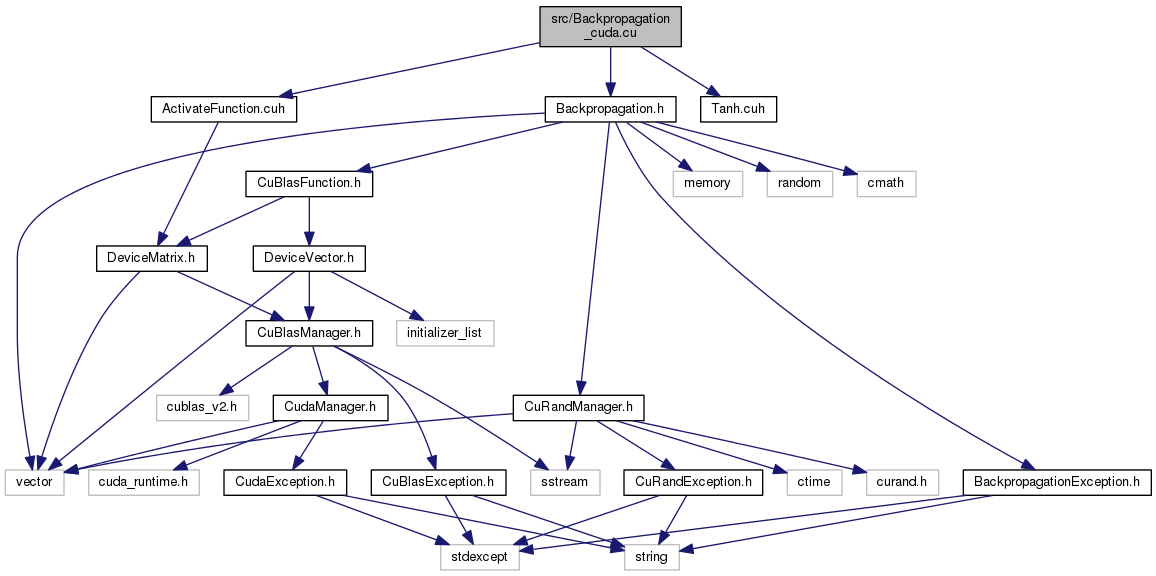 src/Backpropagation
_cuda.cu
ActivateFunction.cuh
Backpropagation.h
Tanh.cuh
CuBlasFunction.h
memory
random
cmath
DeviceMatrix.h
DeviceVector.h
CuBlasManager.h
initializer_list
cublas_v2.h
CudaManager.h
CuRandManager.h
vector
cuda_runtime.h
CudaException.h
CuBlasException.h
sstream
CuRandException.h
ctime
curand.h
BackpropagationException.h
stdexcept
string